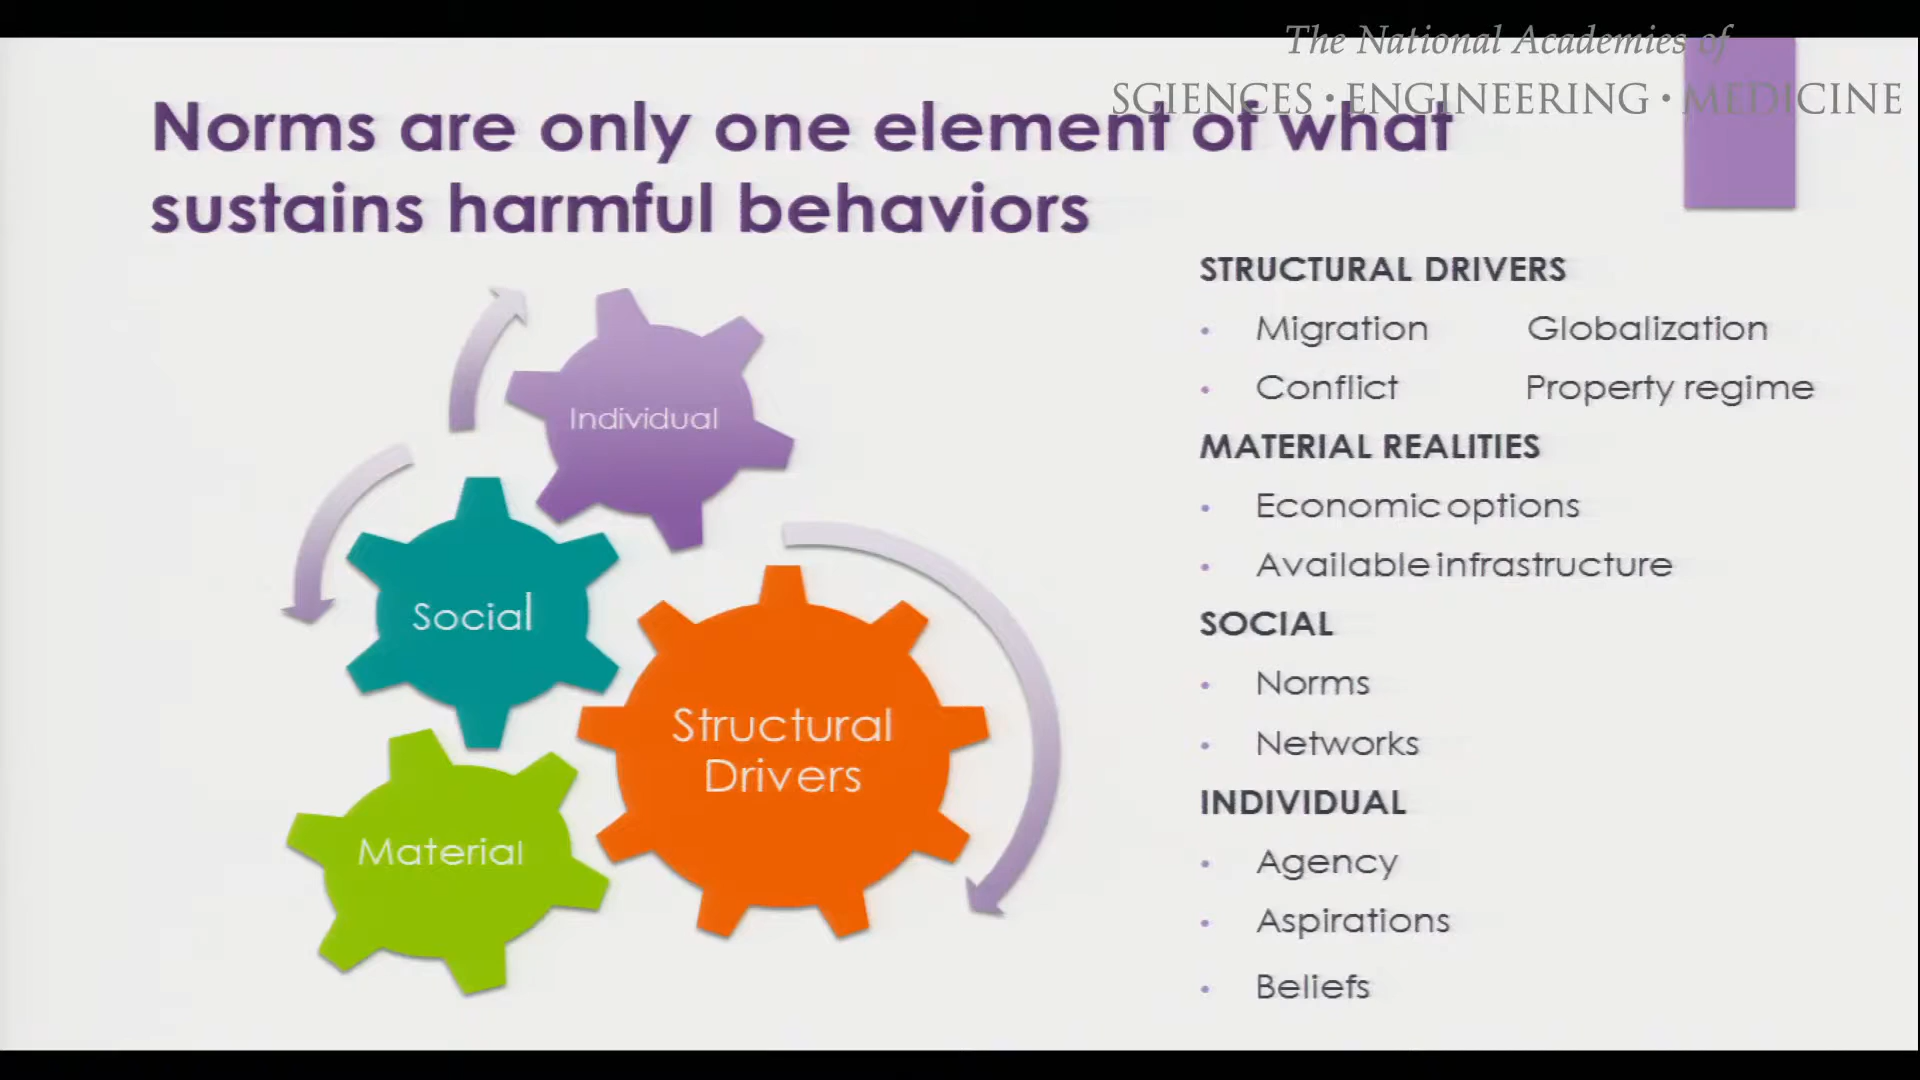 The National Academies of
SCIENCES · ENGINEERING · MEDICINE
Norms are only one element of what
sustains harmful behaviors
Individual
Social
Structural
Drivers
Material
STRUCTURAL DRIVERS
• Migration Globalization
• Conflict Property regime
MATERIAL REALITIES
• Economic options
• Available infrastructure
SOCIAL
• Norms
• Networks
INDIVIDUAL
• Agency
• Aspirations
• Beliefs